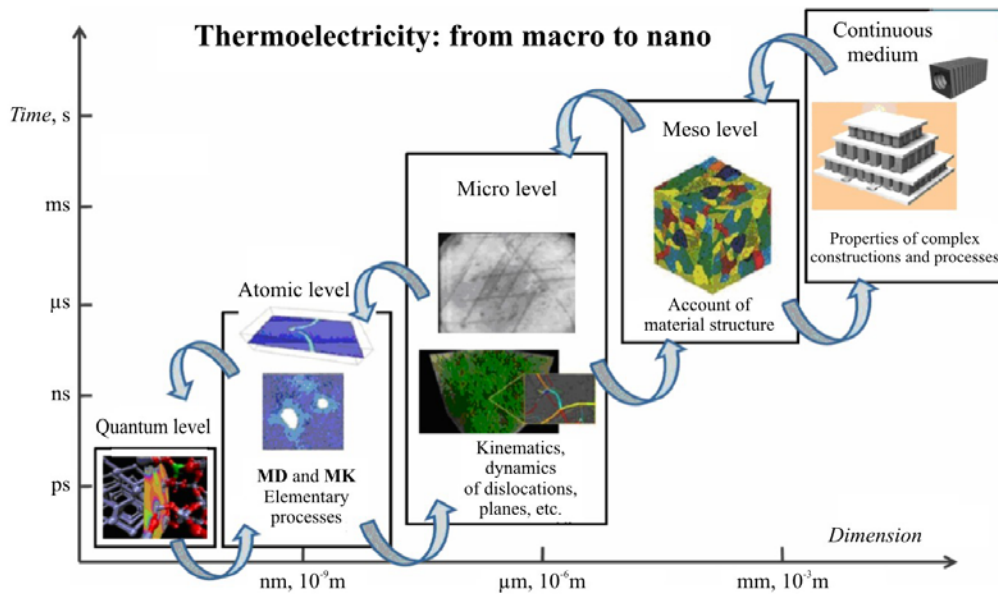 Thermoelectricity: from macro to nano
Continuous
medium
Time, s
Meso level
Micro level
ms
Properties of complex
constructions and processes
Atomic level
µs
Account of
material structure
ns
Quantum level
Kinematics,
dynamics
of dislocations,
planes, etc.
MD and MK
Elementary
processes
ps
Dimension
nm, 10⁻⁹m
µm, 10⁻⁶m
mm, 10⁻³m